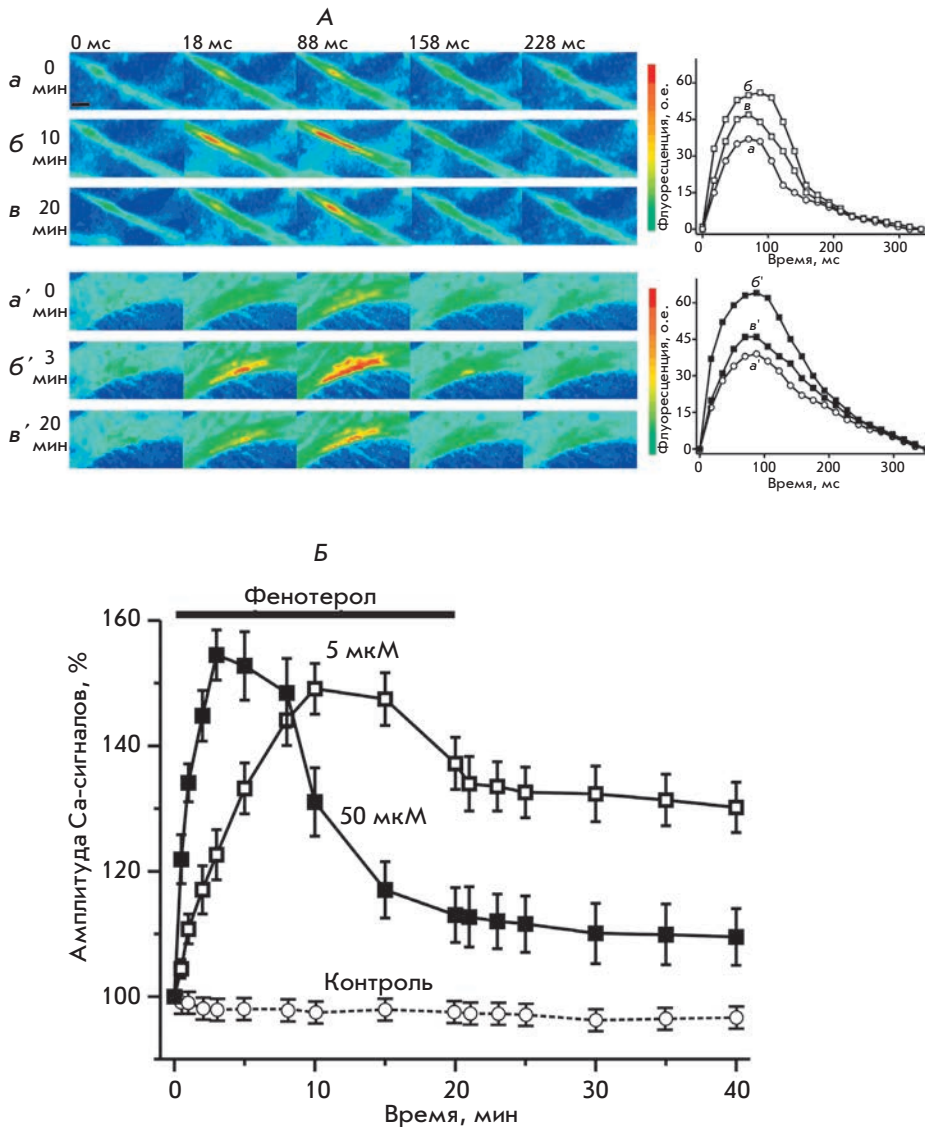 А
0 мс 18 мс 88 мс 158 мс 228 мс
а 0 мин
б 10 мин
в 20 мин
Флуоресценция, о.е.
60
45
30
15
0
б
в
а
0 100 300
Время, мс
а' 0 мин
б' 3 мин
в' 20 мин
Флуоресценция, о.е.
60
45
30
15
0
б'
в'
а'
0 100 300
Время, мс
Б
Фенотерол
160
140
120
100
Амплитуда Са-сигналов, %
5 мкМ
50 мкМ
Контроль
0 10 20 30 40
Время, мин